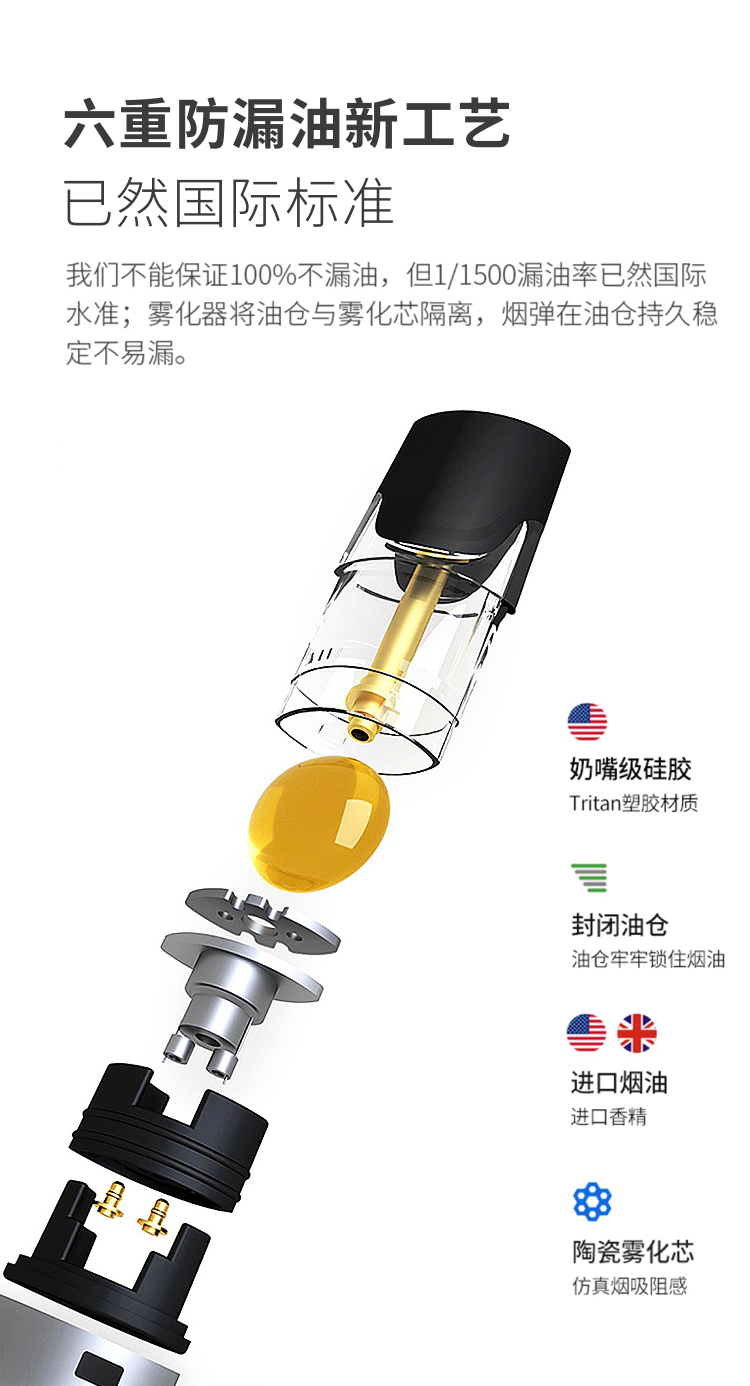 六重防漏油新工艺
已然国际标准
我们不能保证100%不漏油，但1/1500漏油率已然国际
水准；雾化器将油仓与雾化芯隔离，烟弹在油仓持久稳
定不易漏。
奶嘴级硅胶
Tritan塑胶材质
封闭油仓
油仓牢牢锁住烟油
进口烟油
进口香精
陶瓷雾化芯
仿真烟吸阻感